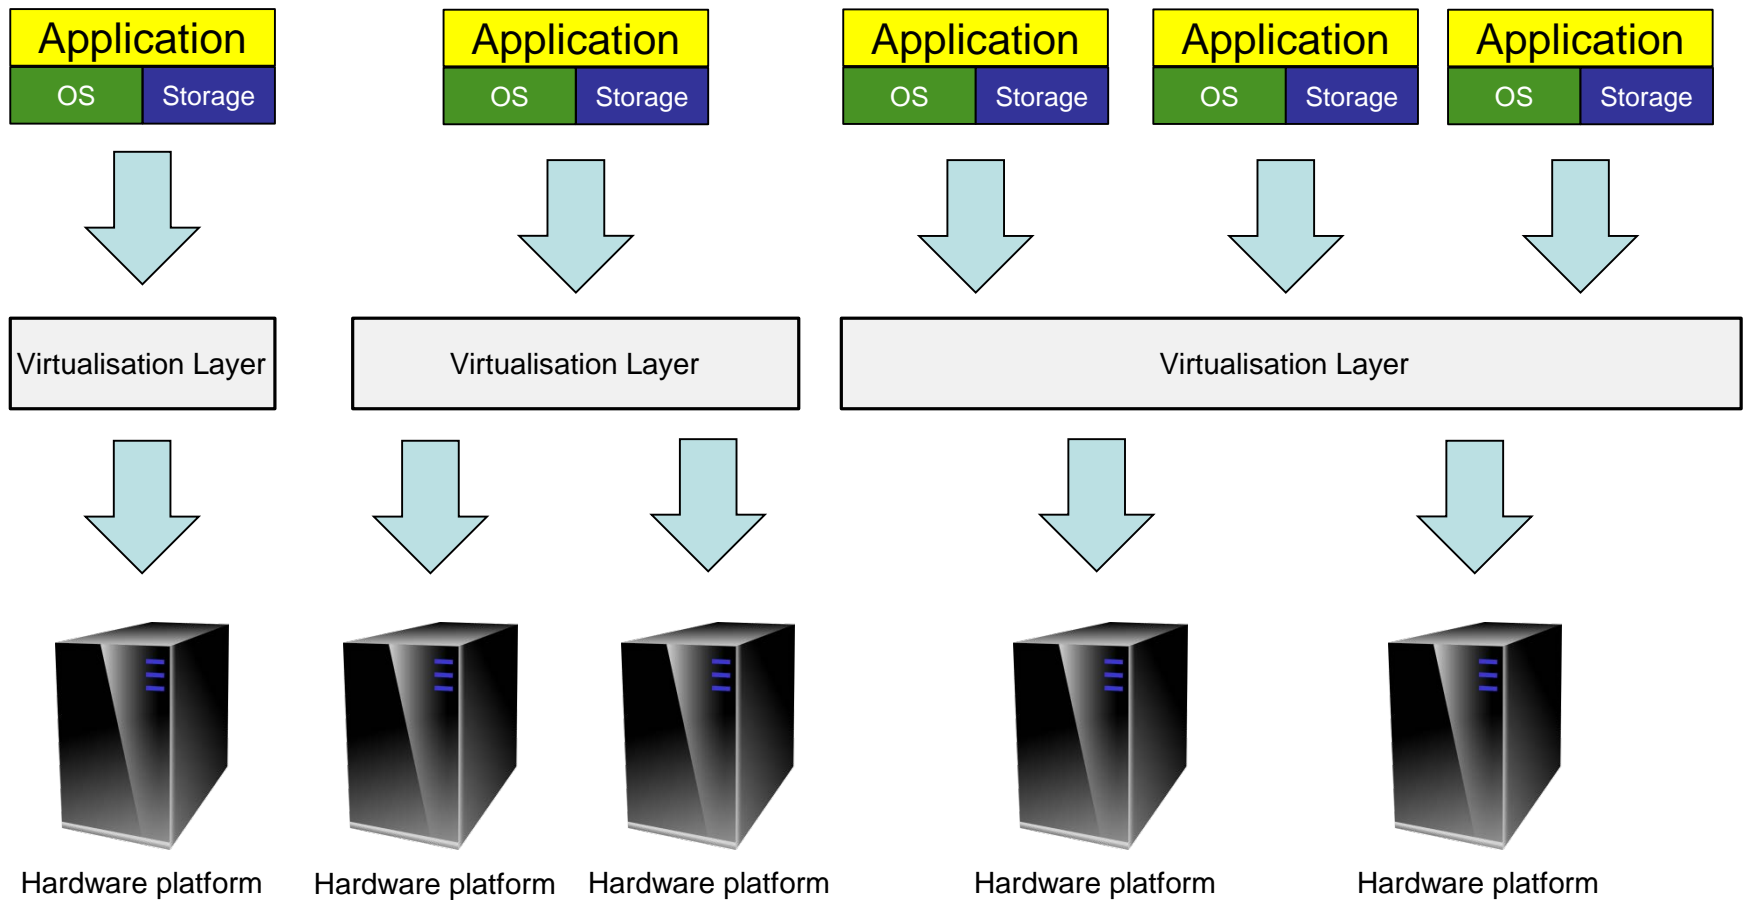 Application
OS Storage
Application
OS Storage
Application
OS Storage
Application
OS Storage
Application
OS Storage
Virtualisation Layer
Virtualisation Layer
Virtualisation Layer
Hardware platform
Hardware platform
Hardware platform
Hardware platform
Hardware platform